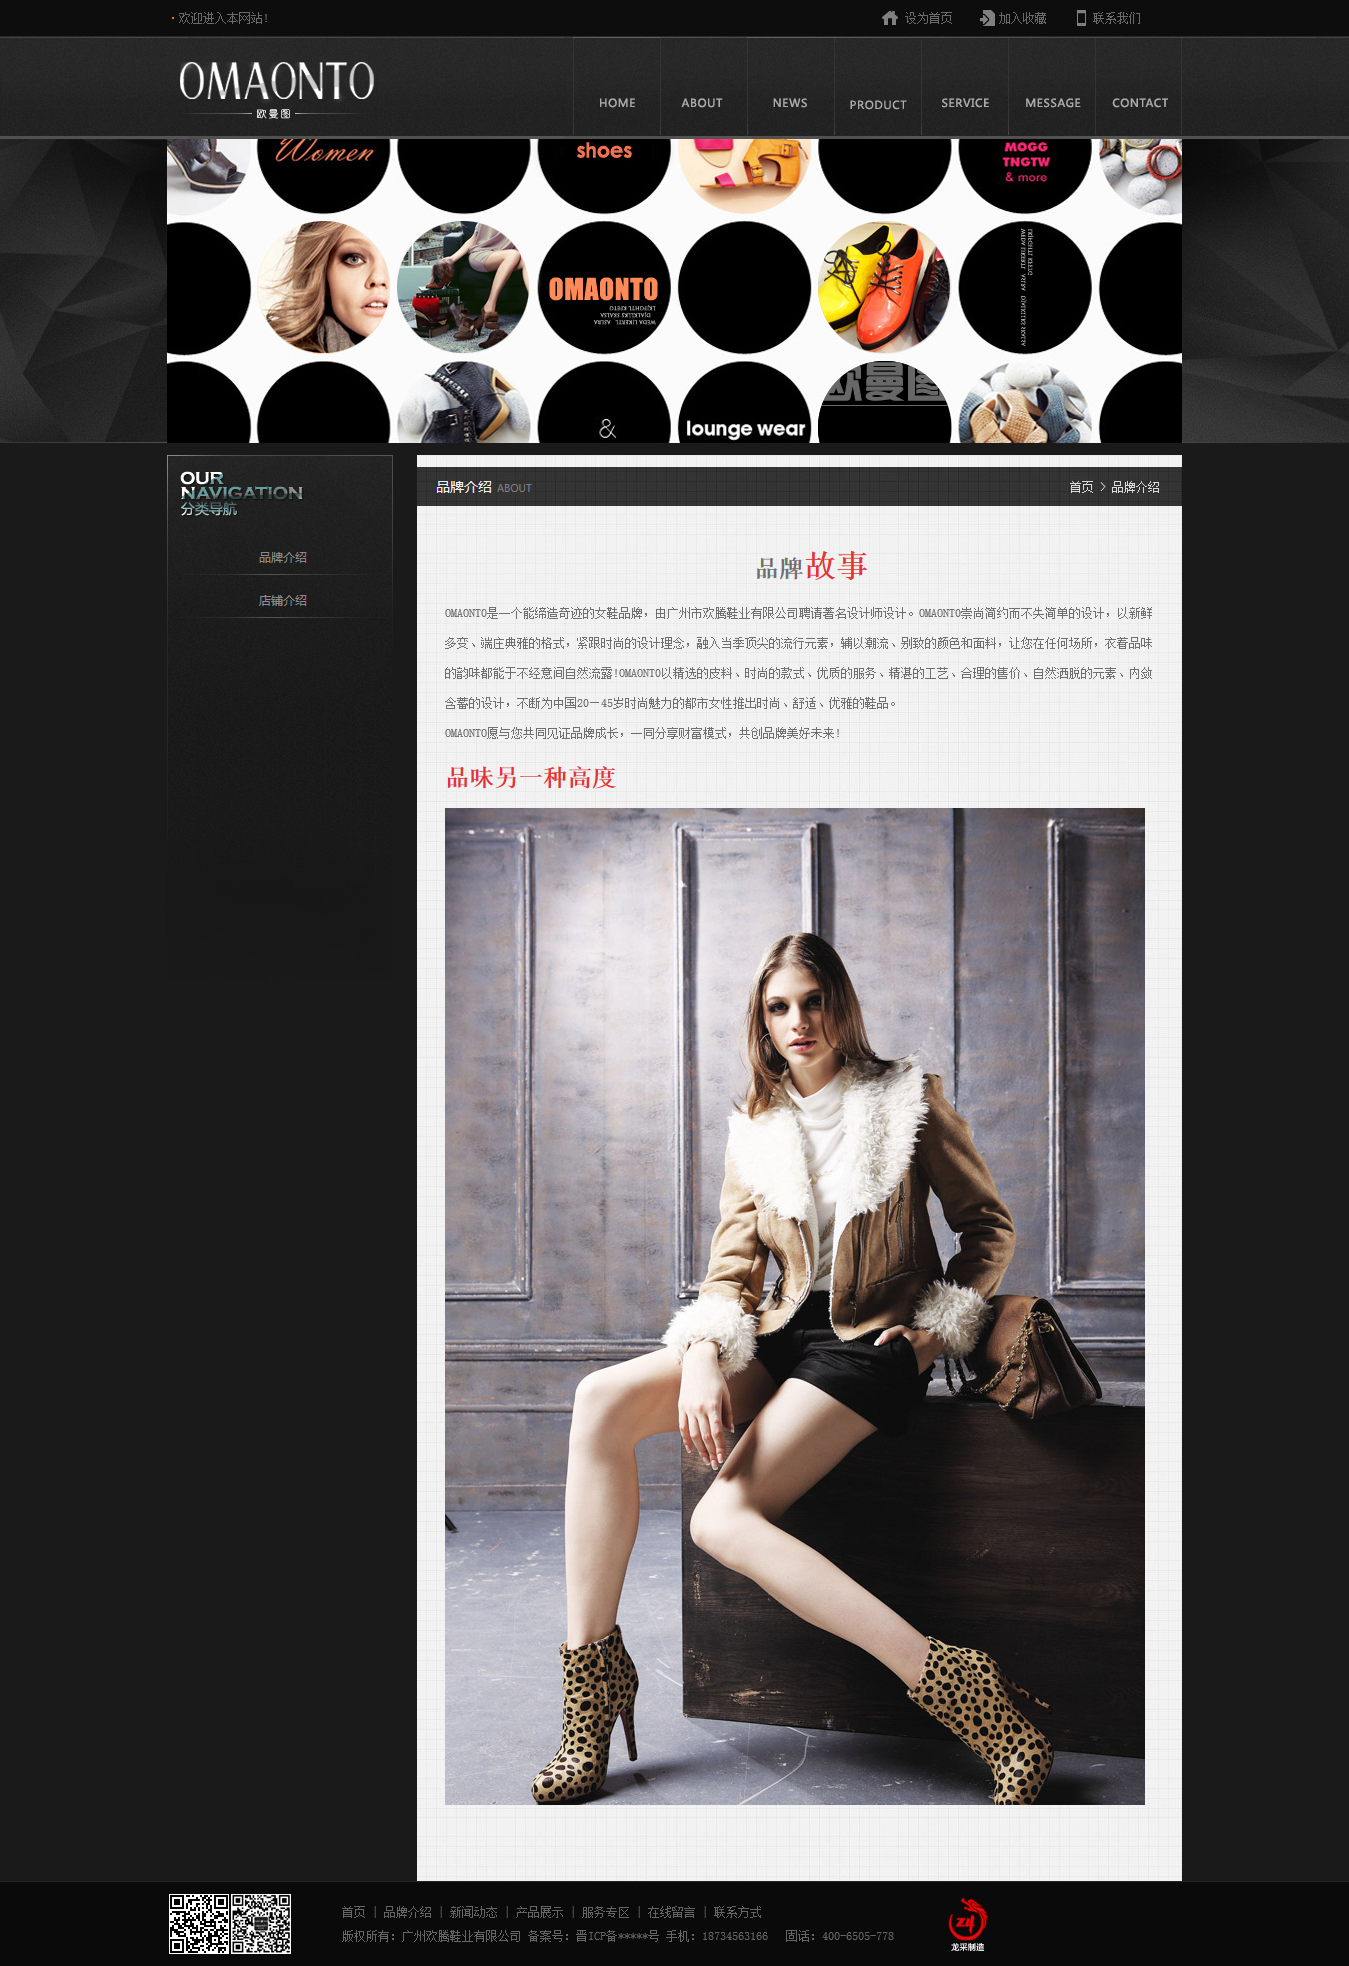 欢迎进入本网站!
设为首页 加入收藏 联系我们
OMAONTO
欧曼图
HOME ABOUT NEWS PRODUCT SERVICE MESSAGE CONTACT
Women
shoes
MOGG
TNGTW
& more
OMAONTO
欧曼图
&
lounge wear
OUR
NAVIGATION
分类导航
品牌介绍
店铺介绍
品牌介绍 ABOUT
首页 > 品牌介绍
品牌故事
OMAONTO是一个能缔造奇迹的女鞋品牌，由广州市欢腾鞋业有限公司聘请著名设计师设计。OMAONTO崇尚简约而不失简单的设计，以新鲜
多变、端庄典雅的格式，紧跟时尚的设计理念，融入当季顶尖的流行元素，辅以潮流、别致的颜色和面料，让您在任何场所，衣着品味
的韵味都能于不经意间自然流露!OMAONTO以精选的皮料、时尚的款式、优质的服务、精湛的工艺、合理的售价、自然洒脱的元素、内敛
含蓄的设计，不断为中国20－45岁时尚魅力的都市女性推出时尚、舒适、优雅的鞋品。
OMAONTO愿与您共同见证品牌成长，一同分享财富模式，共创品牌美好未来!
品味另一种高度
首页 | 品牌介绍 | 新闻动态 | 产品展示 | 服务专区 | 在线留言 | 联系方式
版权所有: 广州欢腾鞋业有限公司 备案号: 晋ICP备*****号 手机: 18734563166 固话: 400-6505-778
龙采制造